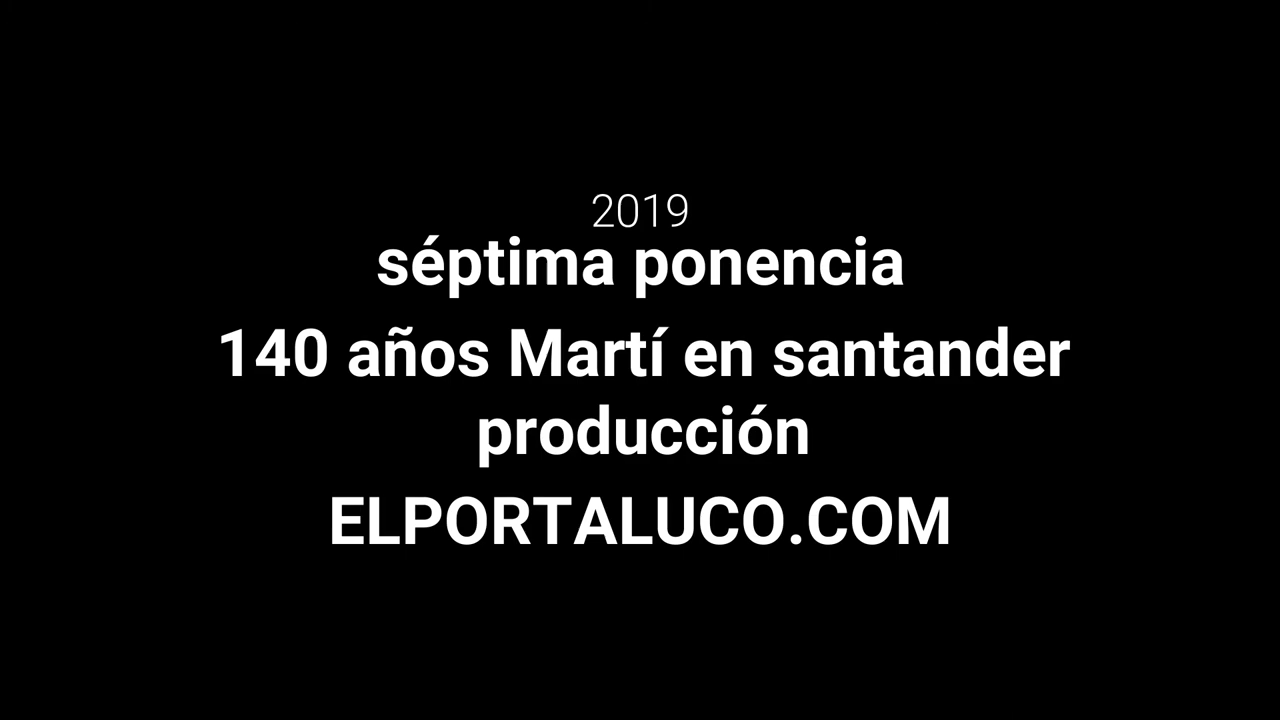 2019
séptima ponencia
140 años Martí en santander
producción
ELPORTALUCO.COM